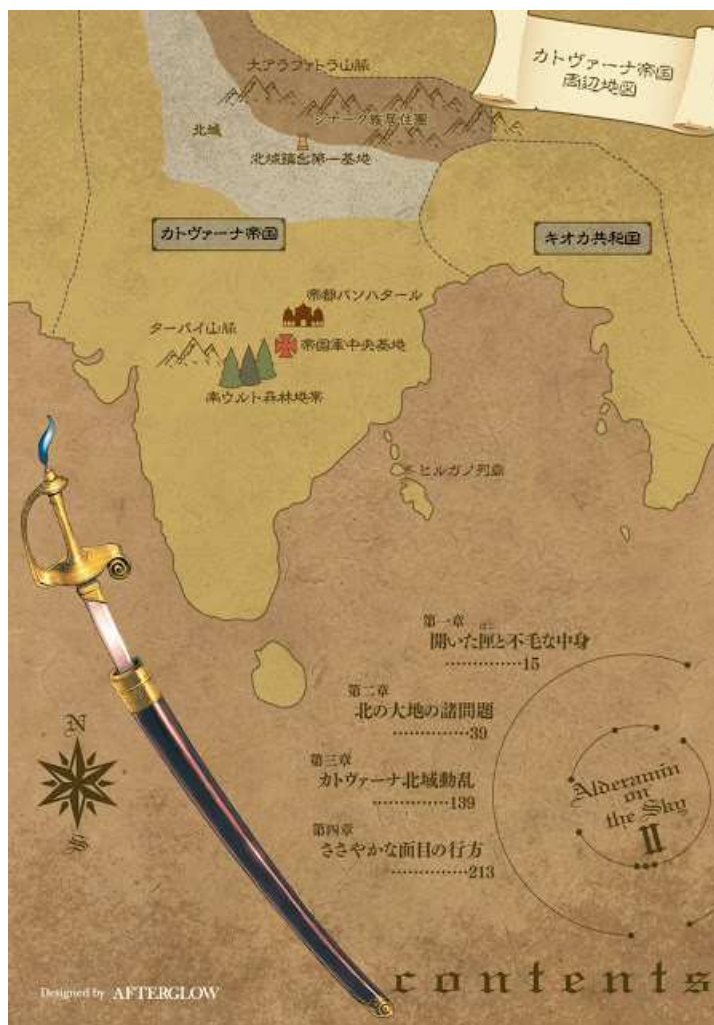 カトヴァーナ帝国
周辺地図
大アラファトラ山脈
シナーク族居住圏
北域
北域鎮台第一基地
カトヴァーナ帝国
キオカ共和国
帝都バンハタール
ターバイ山脈
帝国軍中央基地
南ウルト森林地帯
ヒルガノ列島
第一章
はこ
開いた匣と不毛な中身
·············15
第二章
北の大地の諸問題
·············39
第三章
カトヴァーナ北域動乱
·············139
第四章
ささやかな面目の行方
·············213
N
S
Alderamin
on
the Sky
II
contents
Designed by AFTERGLOW